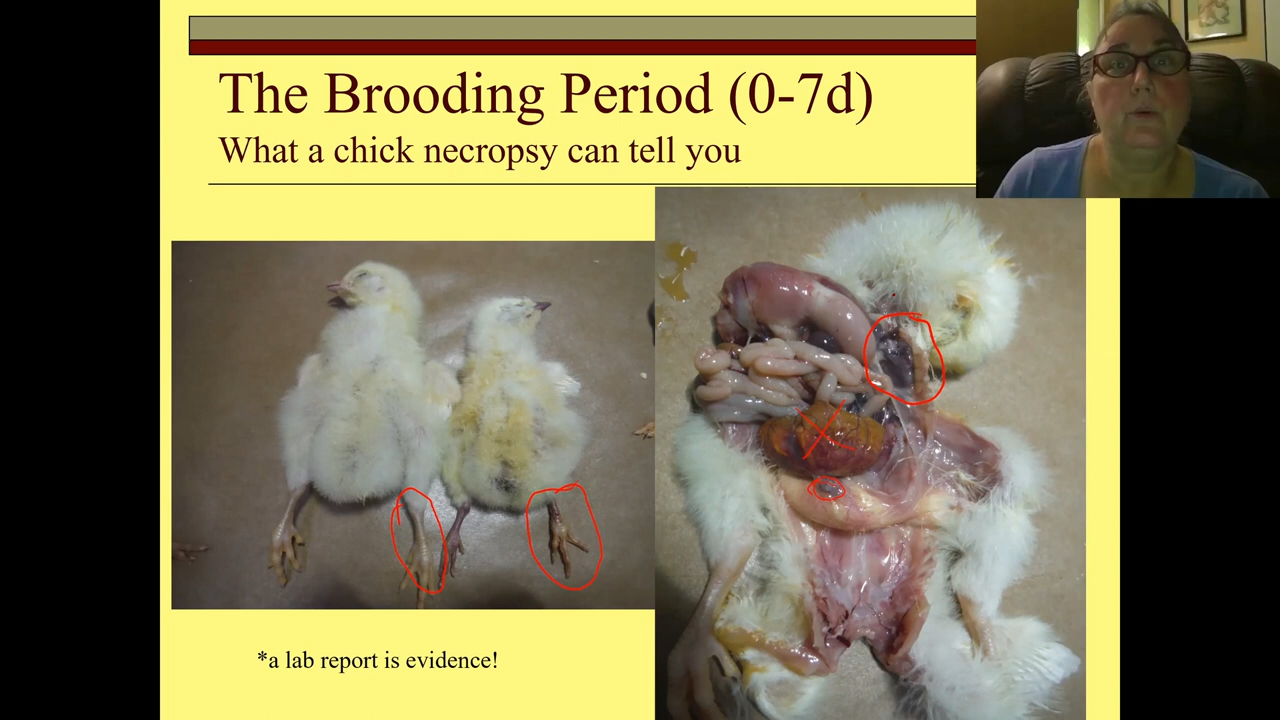 The Brooding Period (0-7d)
What a chick necropsy can tell you
*a lab report is evidence!